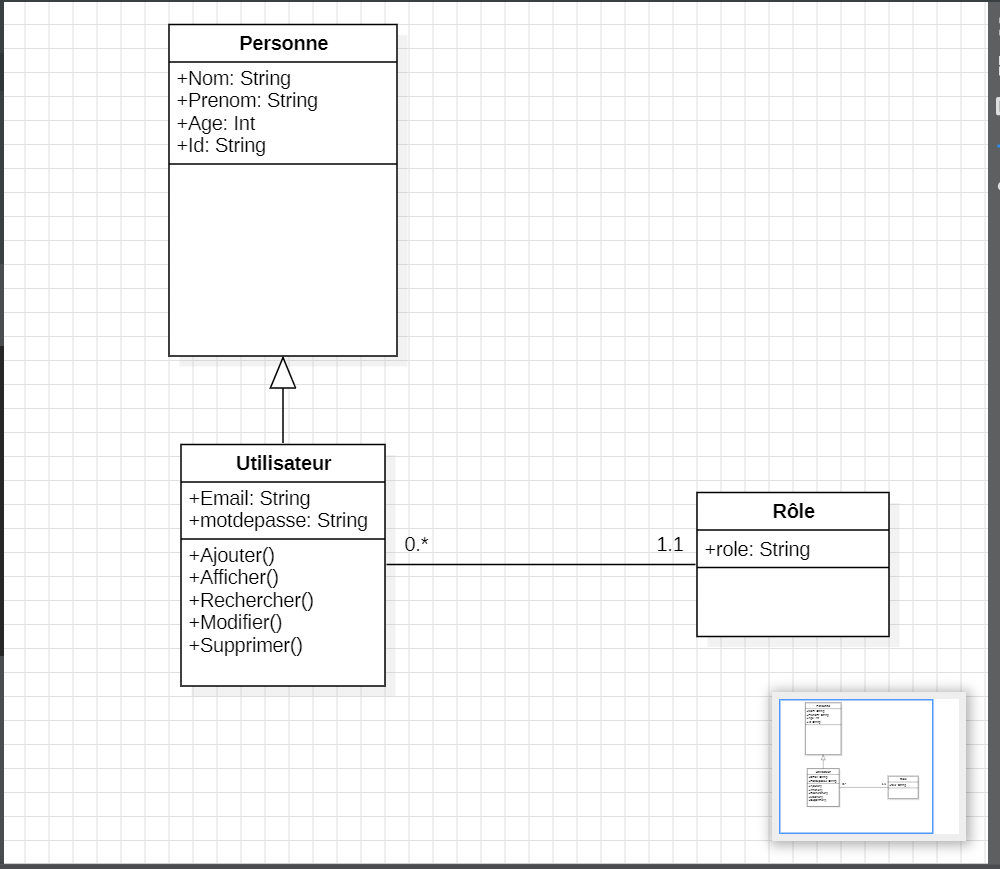 Personne
+Nom: String
+Prenom: String
+Age: Int
+Id: String
Utilisateur
+Email: String
+motdepasse: String
+Ajouter()
+Afficher()
+Rechercher()
+Modifier()
+Supprimer()
0.*
1.1
Rôle
+role: String